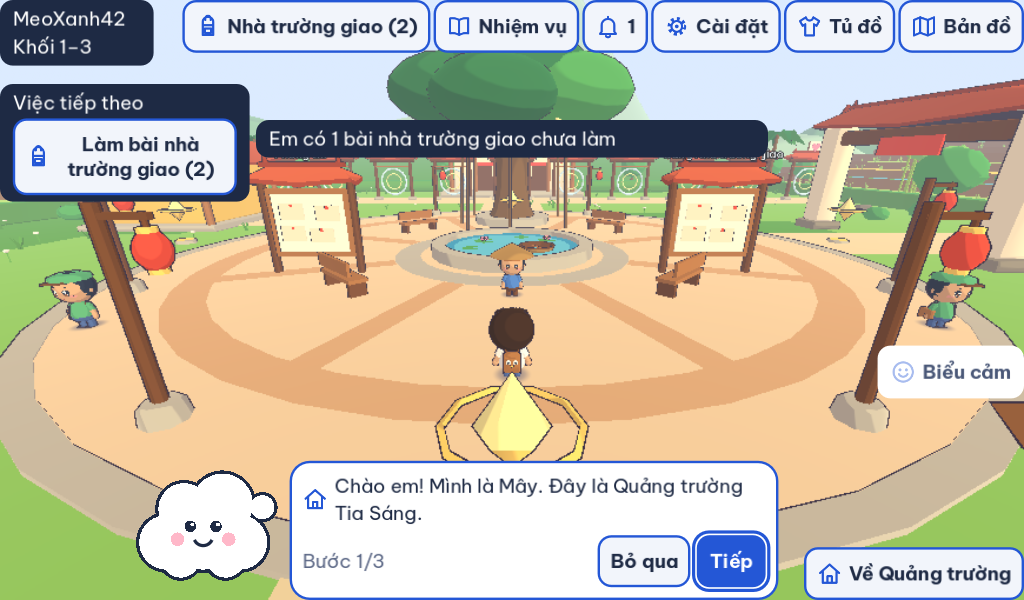 MeoXanh42
Khối 1–3
Nhà trường giao (2)
Nhiệm vụ
1
Cài đặt
Tủ đồ
Bản đồ
Việc tiếp theo
Làm bài nhà
trường giao (2)
Em có 1 bài nhà trường giao chưa làm
Biểu cảm
Chào em! Mình là Mây. Đây là Quảng trường
Tia Sáng.
Bước 1/3
Bỏ qua
Tiếp
Về Quảng trường